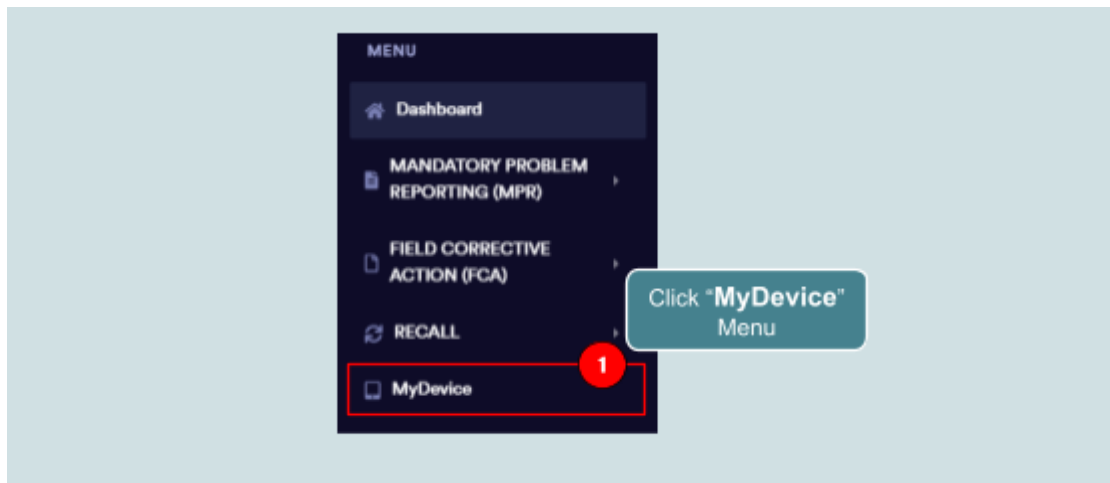 MENU
Dashboard
MANDATORY PROBLEM
REPORTING (MPR)
FIELD CORRECTIVE
ACTION (FCA)
Click “MyDevice”
Menu
RECALL
1
MyDevice